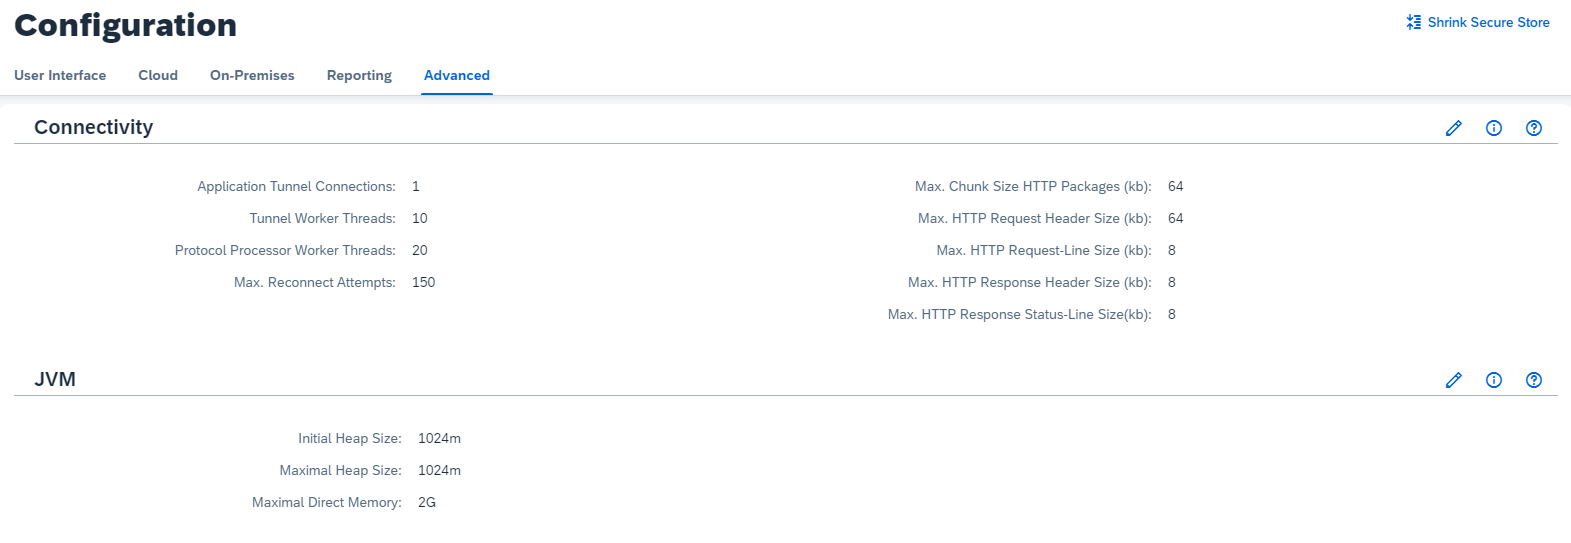 Configuration
Shrink Secure Store
User Interface Cloud On-Premises Reporting Advanced
Connectivity
Application Tunnel Connections: 1
Tunnel Worker Threads: 10
Protocol Processor Worker Threads: 20
Max. Reconnect Attempts: 150
Max. Chunk Size HTTP Packages (kb): 64
Max. HTTP Request Header Size (kb): 64
Max. HTTP Request-Line Size (kb): 8
Max. HTTP Response Header Size (kb): 8
Max. HTTP Response Status-Line Size(kb): 8
JVM
Initial Heap Size: 1024m
Maximal Heap Size: 1024m
Maximal Direct Memory: 2G